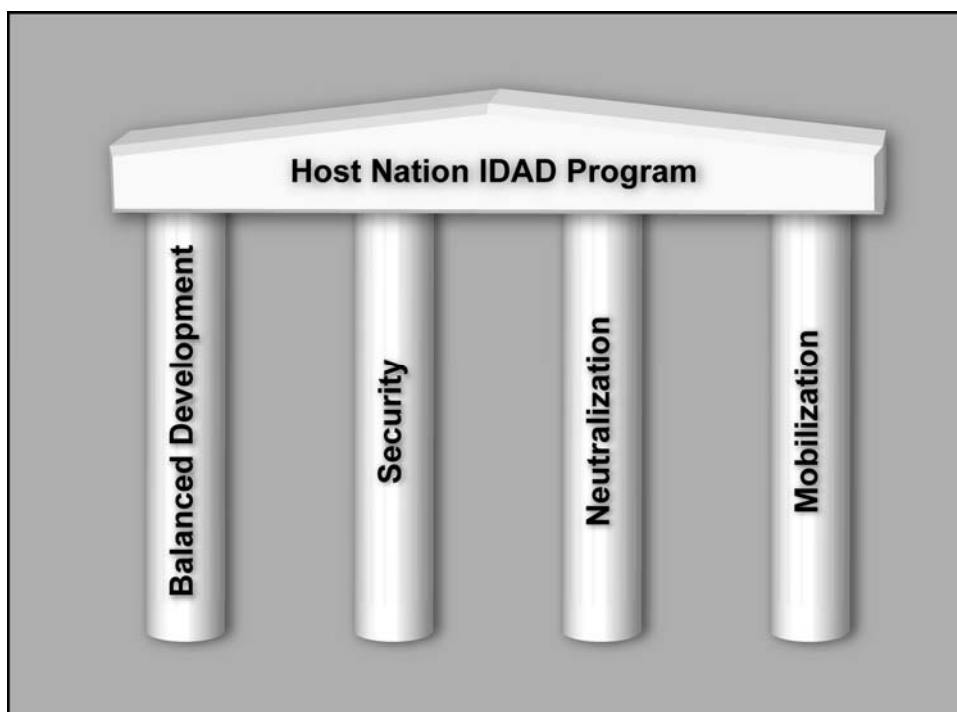 Host Nation IDAD Program
Balanced Development
Security
Neutralization
Mobilization